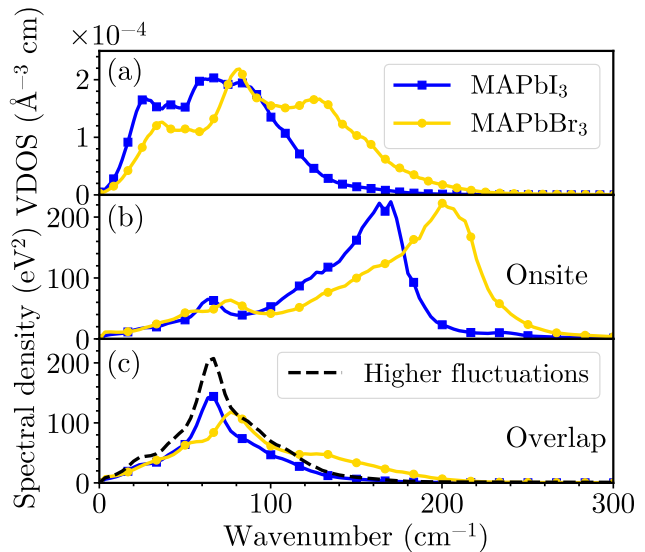 ×10⁻⁴
(a)
MAPbI₃
MAPbBr₃
2
1
0
VDOS (Å⁻³ cm)
(b)
Onsite
200
100
0
Spectral density (eV²)
(c)
Higher fluctuations
Overlap
200
100
0
0 100 200 300
Wavenumber (cm⁻¹)